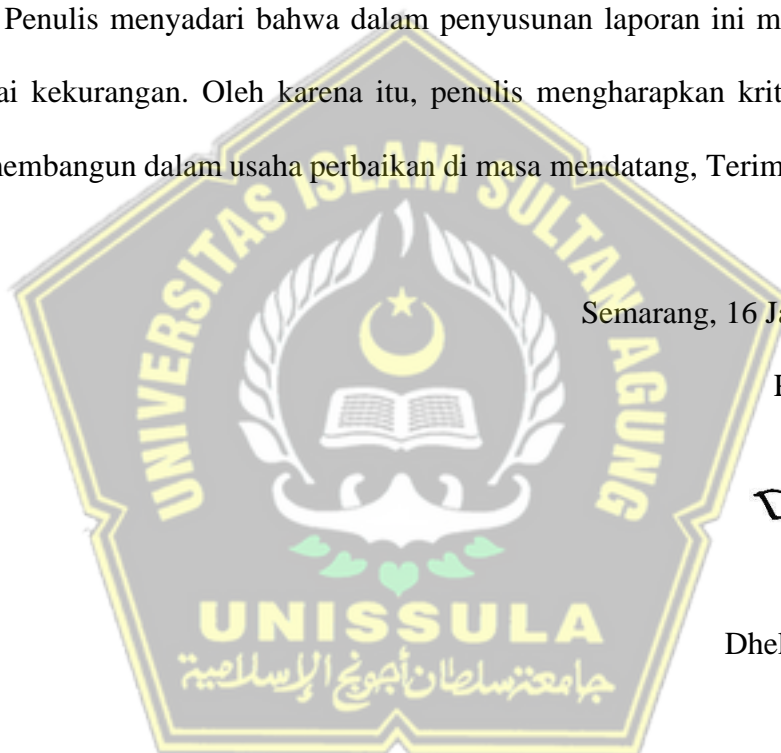 Penulis menyadari bahwa dalam penyusunan laporan ini m
ai kekurangan. Oleh karena itu, penulis mengharapkan krit
embangun dalam usaha perbaikan di masa mendatang, Terim
UNIVERSITAS ISLAM SULTAN AGUNG
Semarang, 16 Ja
Dhel
UNISSULA
جامعة سلطان أجونج الإسلامية